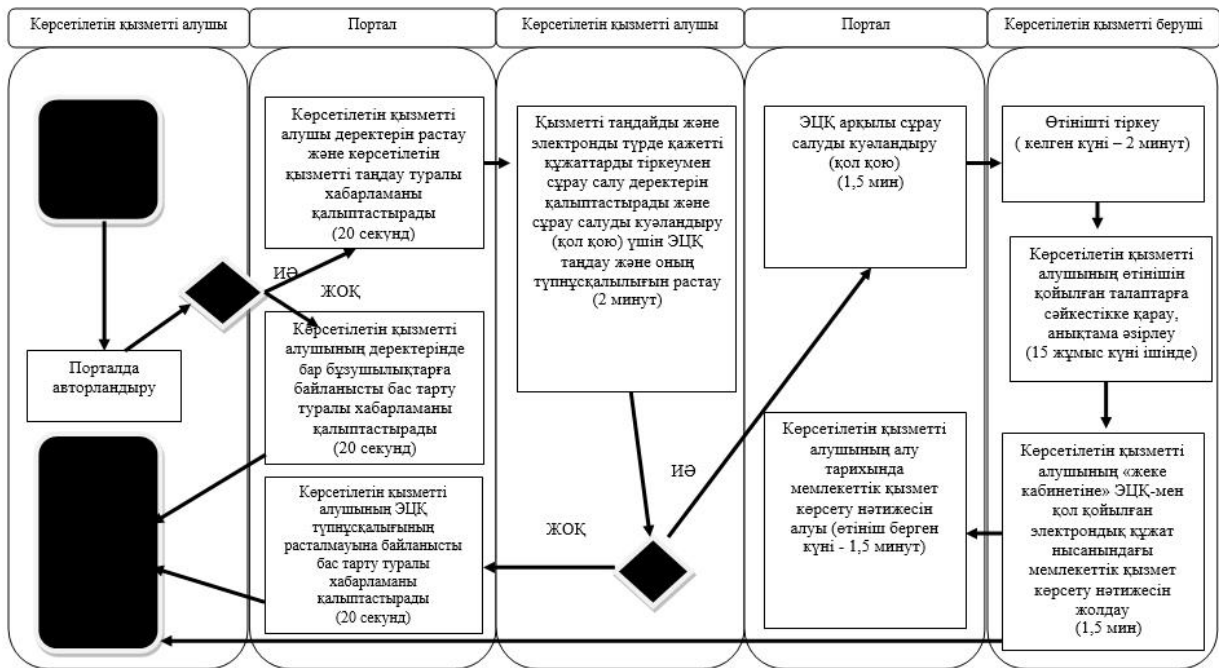 Көрсетілетін қызметті алушы
Портал
Көрсетілетін қызметті алушы
Портал
Көрсетілетін қызметті беруші
Көрсетілетін қызметті
алушы деректерін растау
және көрсетілетін
қызметті таңдау туралы
хабарламаны
қалыптастырады
(20 секунд)
Қызметті таңдайды және
электронды түрде қажетті
құжаттарды тіркеумен
сұрау салу деректерін
қалыптастырады және
сұрау салуды куәландыру
(қол қою) үшін ЭЦҚ
таңдау және оның
түпнұсқалылығын растау
(2 минут)
ЭЦҚ арқылы сұрау
салуды куәландыру
(қол қою)
(1,5 мин)
Өтінішті тіркеу
( келген күні – 2 минут)
ИӘ
ЖОҚ
Порталда
авторландыру
Көрсетілетін қызметті
алушының деректерінде
бар бұзушылықтарға
байланысты бас тарту
туралы хабарламаны
қалыптастырады
(20 секунд)
Көрсетілетін қызметті
алушының өтінішін
қойылған талаптарға
сәйкестікке қарау,
анықтама әзірлеу
(15 жұмыс күні ішінде)
Көрсетілетін қызметті
алушының ЭЦҚ
түпнұсқалығының
расталмауына байланысты
бас тарту туралы
хабарламаны
қалыптастырады
(20 секунд)
ЖОҚ
ИӘ
Көрсетілетін қызметті
алушының алу
тарихында
мемлекеттік қызмет
көрсету нәтижесін
алуы (өтініш берген
күні - 1,5 минут)
Көрсетілетін қызметті
алушының «жеке
кабинетіне» ЭЦҚ-мен
қол қойылған
электрондық құжат
нысанындағы
мемлекеттік қызмет
көрсету нәтижесін
жолдау
(1,5 мин)